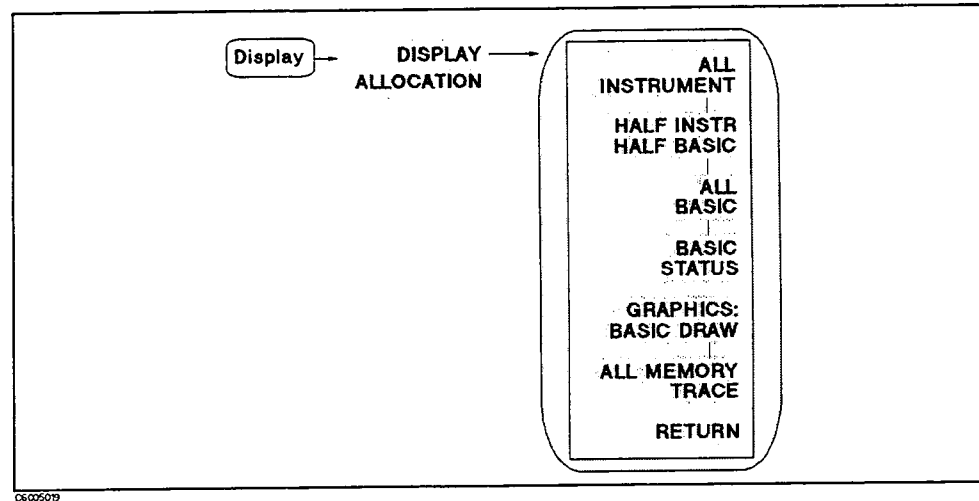 Display
DISPLAY
ALLOCATION
ALL
INSTRUMENT
HALF INSTR
HALF BASIC
ALL
BASIC
BASIC
STATUS
GRAPHICS:
BASIC DRAW
ALL MEMORY
TRACE
RETURN
C6005019